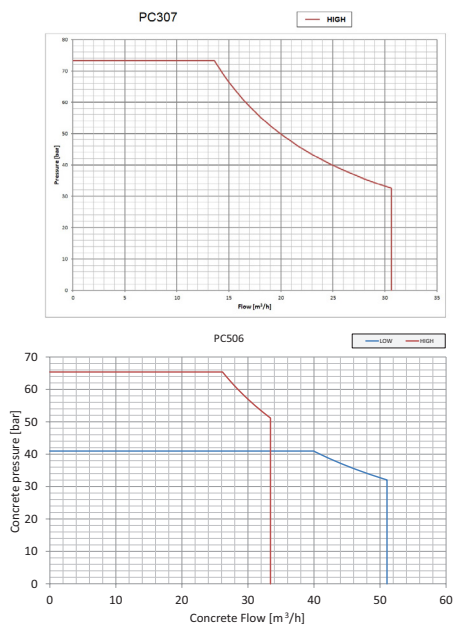 PC307
HIGH
80
70
60
50
40
30
20
10
0
Pressure [bar]
0 5 10 15 20 25 30 35
Flow [m³/h]
PC506
LOW HIGH
70
60
50
40
30
20
10
0
Concrete pressure [bar]
0 10 20 30 40 50 60
Concrete Flow [m³/h]